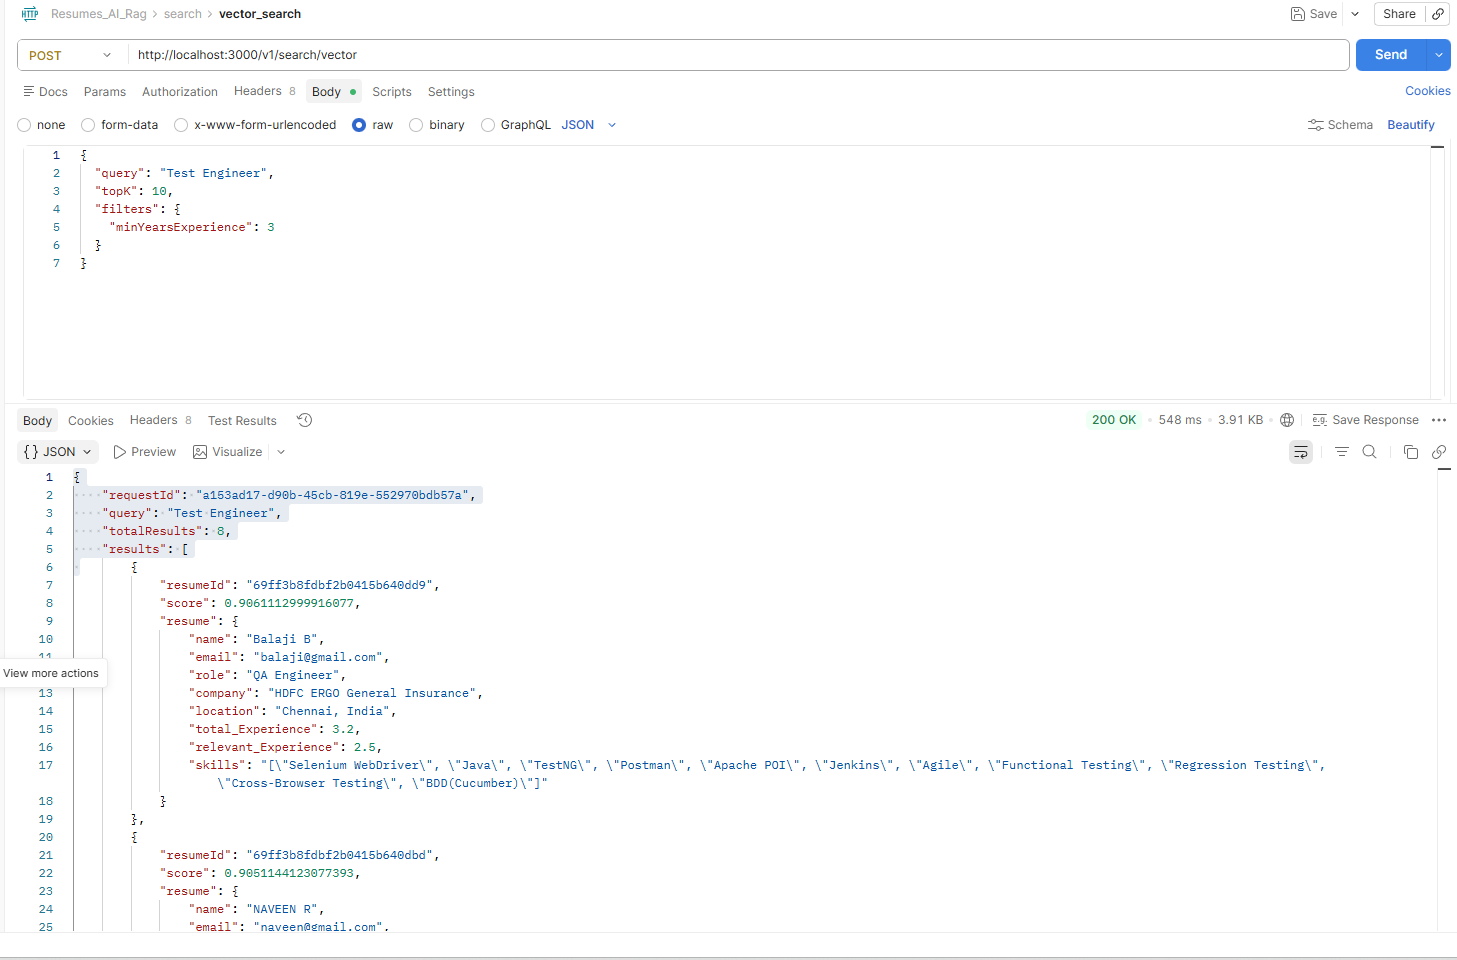 HTTP Resumes_AI_Rag > search > vector_search Save Share
POST http://localhost:3000/v1/search/vector Send
Docs Params Authorization Headers 8 Body Scripts Settings Cookies
none form-data x-www-form-urlencoded raw binary GraphQL JSON Schema Beautify
1 {
2 "query": "Test Engineer",
3 "topK": 10,
4 "filters": {
5 "minYearsExperience": 3
6 }
7 }
Body Cookies Headers 8 Test Results 200 OK 548 ms 3.91 KB e.g. Save Response
{} JSON Preview Visualize
1 {
2 "requestId": "a153ad17-d90b-45cb-819e-552970bdb57a",
3 "query": "Test Engineer",
4 "totalResults": 8,
5 "results": [
6 {
7 "resumeId": "69ff3b8fdbf2b0415b640dd9",
8 "score": 0.9061112999916077,
9 "resume": {
10 "name": "Balaji B",
11 "email": "balaji@gmail.com",
View more actions "role": "QA Engineer",
13 "company": "HDFC ERGO General Insurance",
14 "location": "Chennai, India",
15 "total_Experience": 3.2,
16 "relevant_Experience": 2.5,
17 "skills": "[\"Selenium WebDriver\", \"Java\", \"TestNG\", \"Postman\", \"Apache POI\", \"Jenkins\", \"Agile\", \"Functional Testing\", \"Regression Testing\",
\"Cross-Browser Testing\", \"BDD(Cucumber)\"]"
18 }
19 },
20 {
21 "resumeId": "69ff3b8fdbf2b0415b640dbd",
22 "score": 0.9051144123077393,
23 "resume": {
24 "name": "NAVEEN R",
25 "email": "naveen@gmail.com",